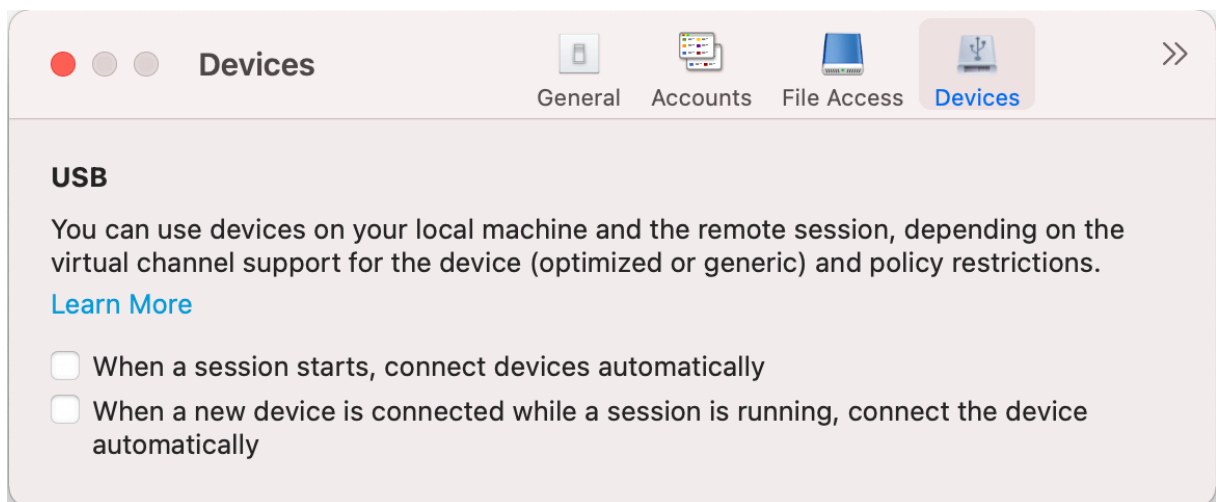 Devices
General
Accounts
File Access
Devices
USB
You can use devices on your local machine and the remote session, depending on the
virtual channel support for the device (optimized or generic) and policy restrictions.
Learn More
When a session starts, connect devices automatically
When a new device is connected while a session is running, connect the device
automatically